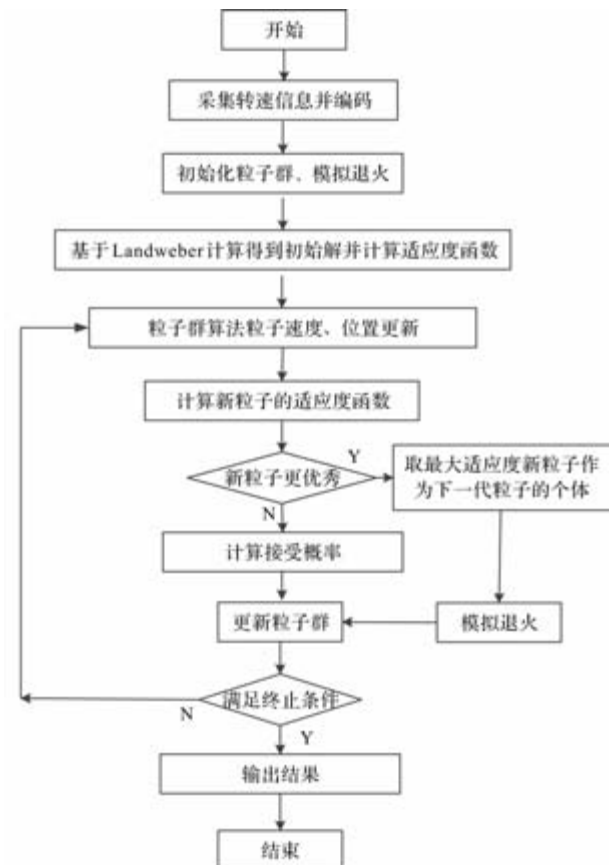 开始
采集转速信息并编码
初始化粒子群、模拟退火
基于Landweber计算得到初始解并计算适应度函数
粒子群算法粒子速度、位置更新
计算新粒子的适应度函数
新粒子更优秀
Y
取最大适应度新粒子作
为下一代粒子的个体
N
计算接受概率
更新粒子群
模拟退火
满足终止条件
N
Y
输出结果
结束